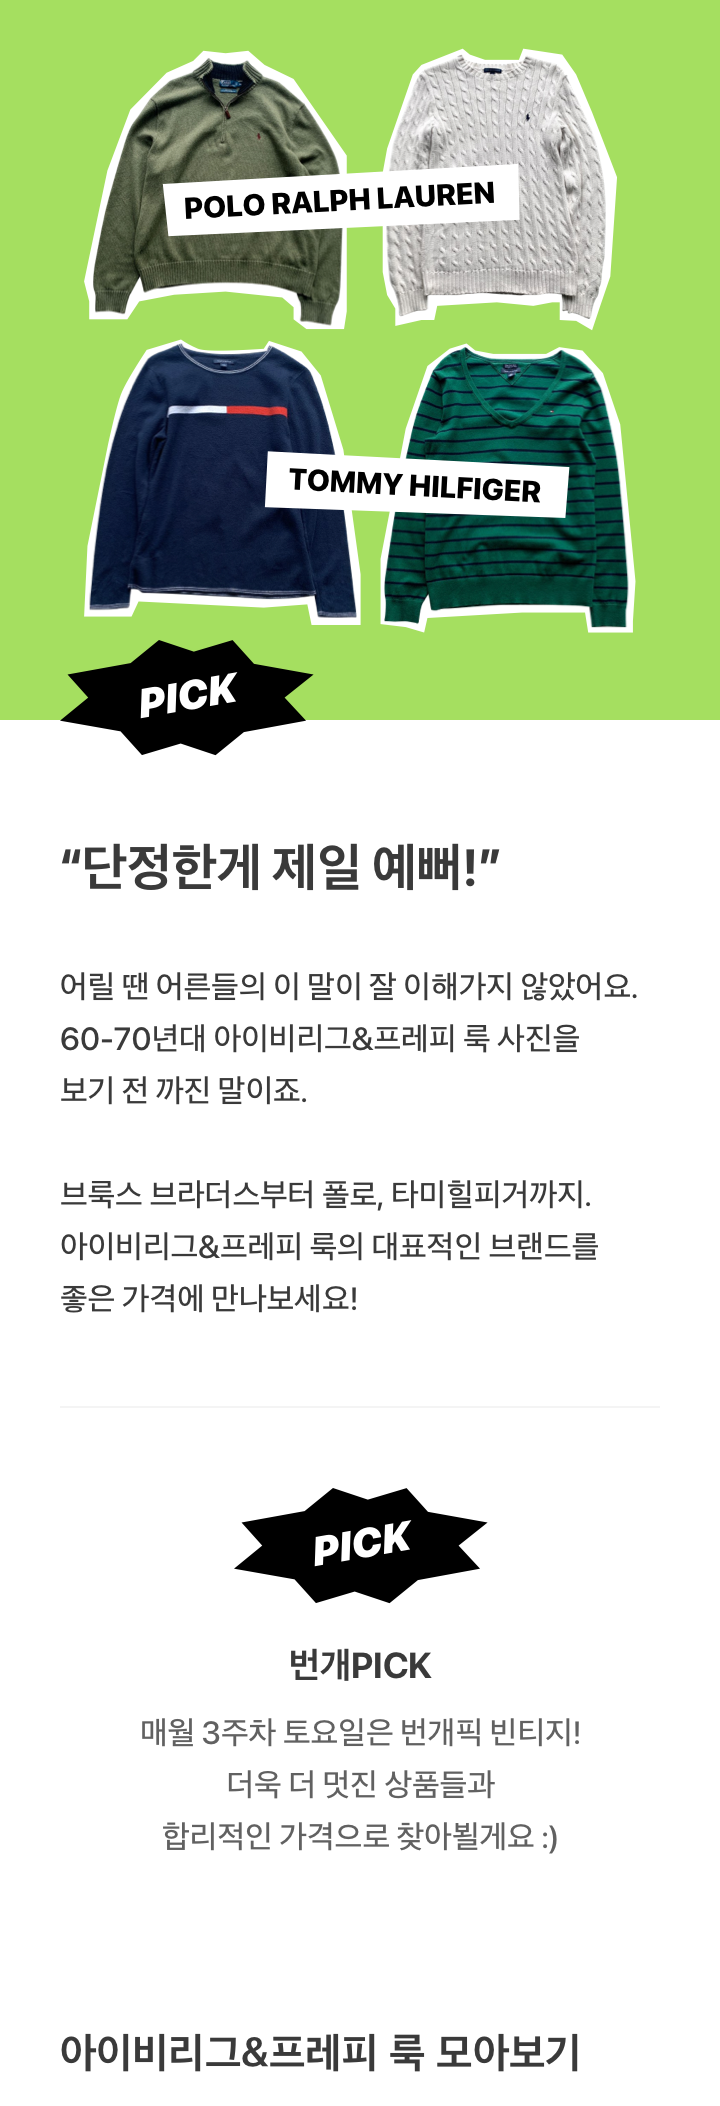 POLO RALPH LAUREN
TOMMY HILFIGER
PICK
“단정한게 제일 예뻐!”
어릴 땐 어른들의 이 말이 잘 이해가지 않았어요.
60-70년대 아이비리그&프레피 룩 사진을
보기 전 까진 말이죠.
브룩스 브라더스부터 폴로, 타미힐피거까지.
아이비리그&프레피 룩의 대표적인 브랜드를
좋은 가격에 만나보세요!
PICK
번개PICK
매월 3주차 토요일은 번개픽 빈티지!
더욱 더 멋진 상품들과
합리적인 가격으로 찾아뵐게요 :)
아이비리그&프레피 룩 모아보기